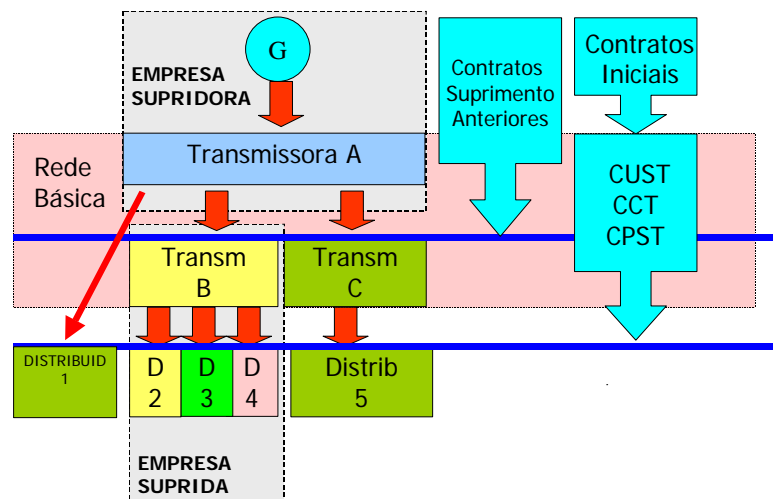 G
EMPRESA
SUPRIDORA
Contratos
Suprimento
Anteriores
Contratos
Iniciais
Rede
Básica
Transmissora A
CUST
CCT
CPST
Transm
B
Transm
C
DISTRIBUID
1
D
2
D
3
D
4
Distrib
5
EMPRESA
SUPRIDA